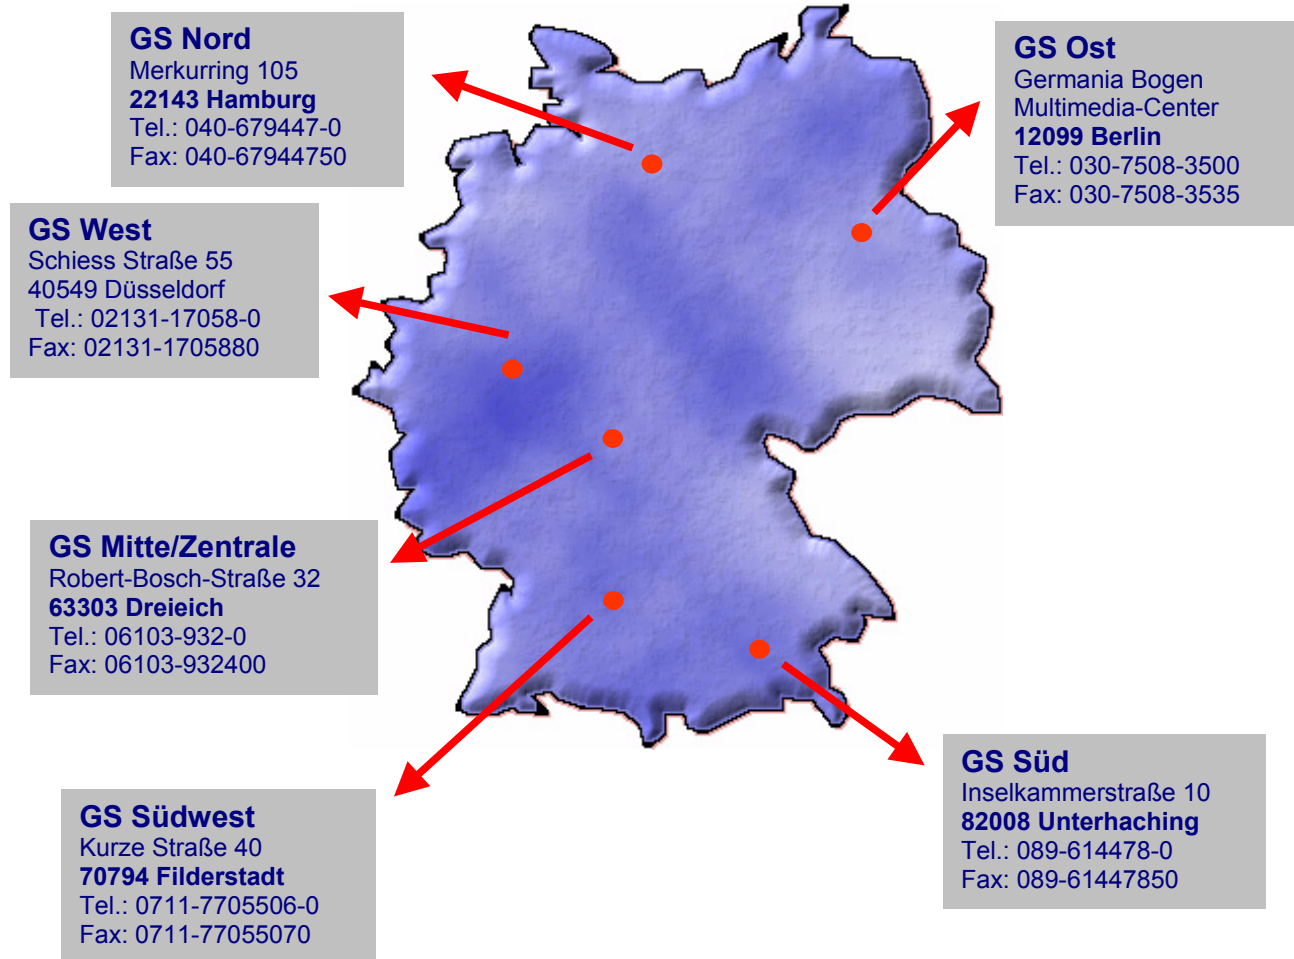 GS Nord
Merkurring 105
22143 Hamburg
Tel.: 040-679447-0
Fax: 040-67944750
GS Ost
Germania Bogen
Multimedia-Center
12099 Berlin
Tel.: 030-7508-3500
Fax: 030-7508-3535
GS West
Schiess Straße 55
40549 Düsseldorf
Tel.: 02131-17058-0
Fax: 02131-1705880
GS Mitte/Zentrale
Robert-Bosch-Straße 32
63303 Dreieich
Tel.: 06103-932-0
Fax: 06103-932400
GS Süd
Inselkammerstraße 10
82008 Unterhaching
Tel.: 089-614478-0
Fax: 089-61447850
GS Südwest
Kurze Straße 40
70794 Filderstadt
Tel.: 0711-7705506-0
Fax: 0711-77055070